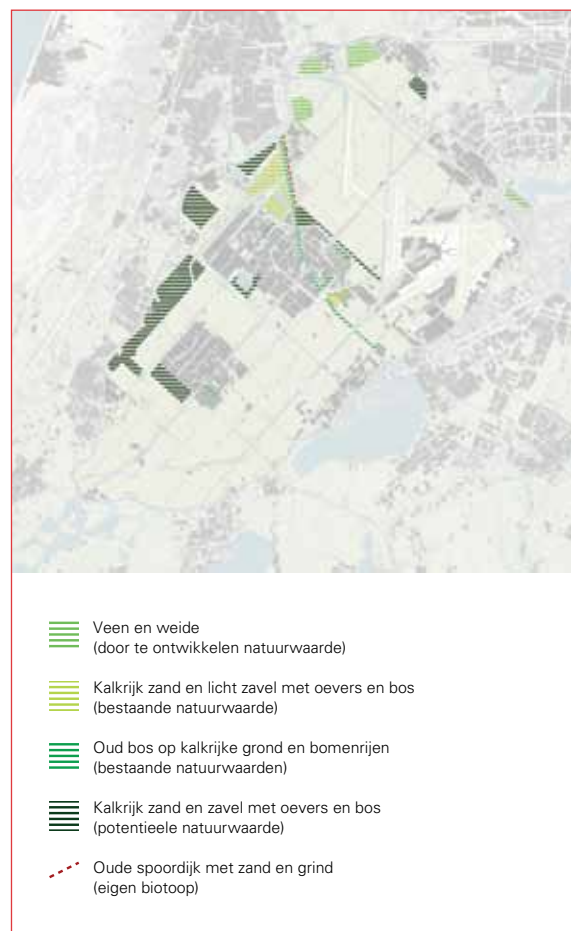 Veen en weide
(door te ontwikkelen natuurwaarde)
Kalkrijk zand en licht zavel met oevers en bos
(bestaande natuurwaarde)
Oud bos op kalkrijke grond en bomenrijen
(bestaande natuurwaarden)
Kalkrijk zand en zavel met oevers en bos
(potentieele natuurwaarde)
Oude spoordijk met zand en grind
(eigen biotoop)